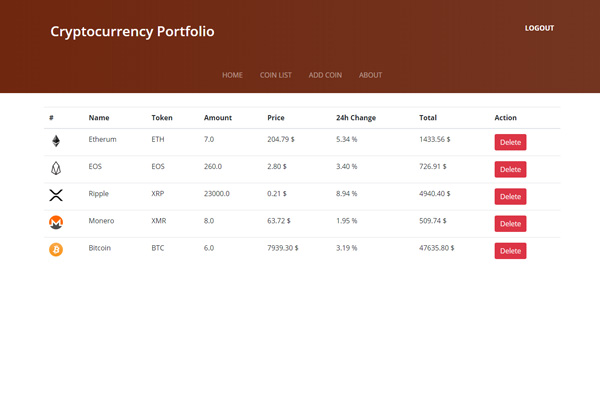 Cryptocurrency Portfolio
LOGOUT
HOME COIN LIST ADD COIN ABOUT
# Name Token Amount Price 24h Change Total Action
Etherum ETH 7.0 204.79 $ 5.34 % 1433.56 $ Delete
EOS EOS 260.0 2.80 $ 3.40 % 726.91 $ Delete
Ripple XRP 23000.0 0.21 $ 8.94 % 4940.40 $ Delete
Monero XMR 8.0 63.72 $ 1.95 % 509.74 $ Delete
Bitcoin BTC 6.0 7939.30 $ 3.19 % 47635.80 $ Delete